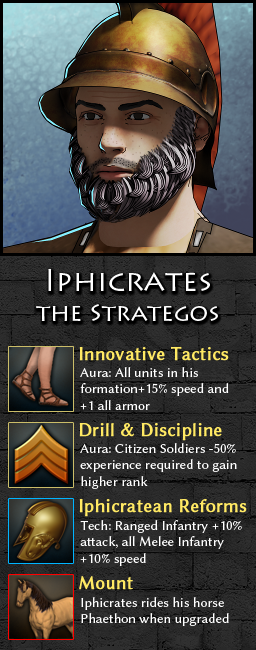 Iphicrates
the Strategos
Innovative Tactics
Aura: All units in his
formation+15% speed and
+1 all armor
Drill & Discipline
Aura: Citizen Soldiers -50%
experience required to gain
higher rank
Iphicratean Reforms
Tech: Ranged Infantry +10%
attack, all Melee Infantry
+10% speed
Mount
Iphicrates rides his horse
Phaethon when upgraded